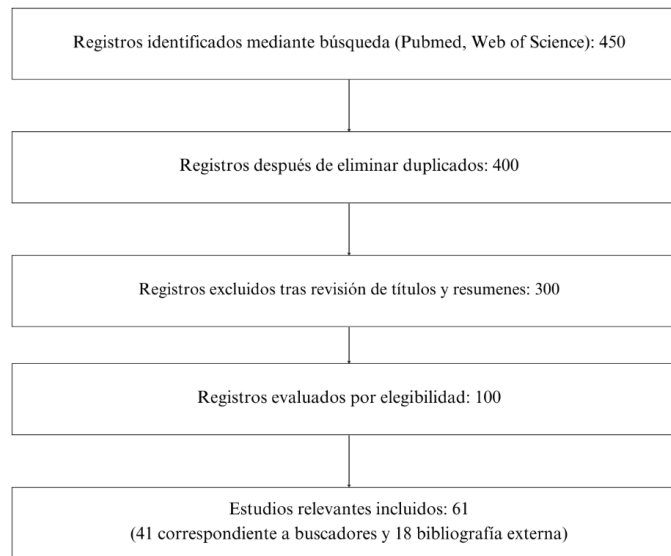 Registros identificados mediante búsqueda (Pubmed, Web of Science): 450
Registros después de eliminar duplicados: 400
Registros excluidos tras revisión de títulos y resumenes: 300
Registros evaluados por elegibilidad: 100
Estudios relevantes incluidos: 61
(41 correspondiente a buscadores y 18 bibliografía externa)